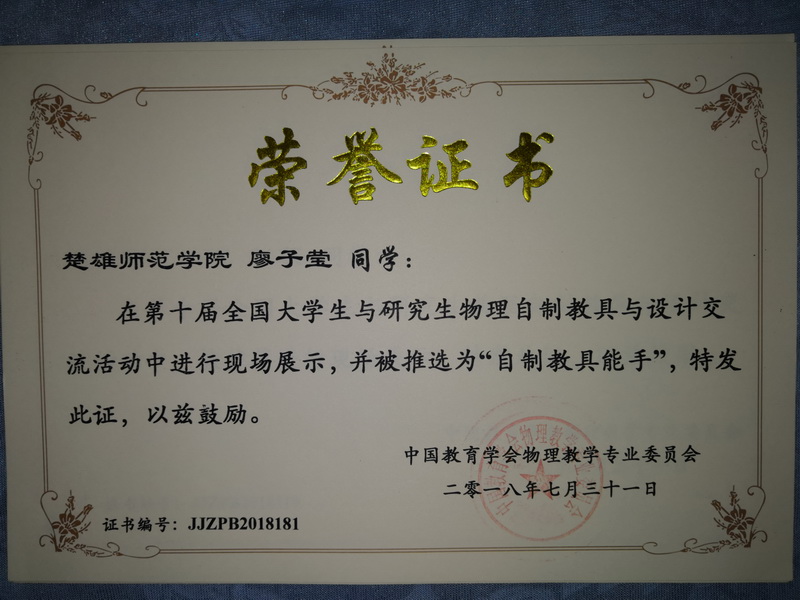 荣誉证书
楚雄师范学院 廖子莹 同学：
在第十届全国大学生与研究生物理自制教具与设计交
流活动中进行现场展示，并被推选为“自制教具能手”，特发
此证，以兹鼓励。
中国教育学会物理教学专业委员会
二零一八年七月三十一日
证书编号：JJZPB2018181